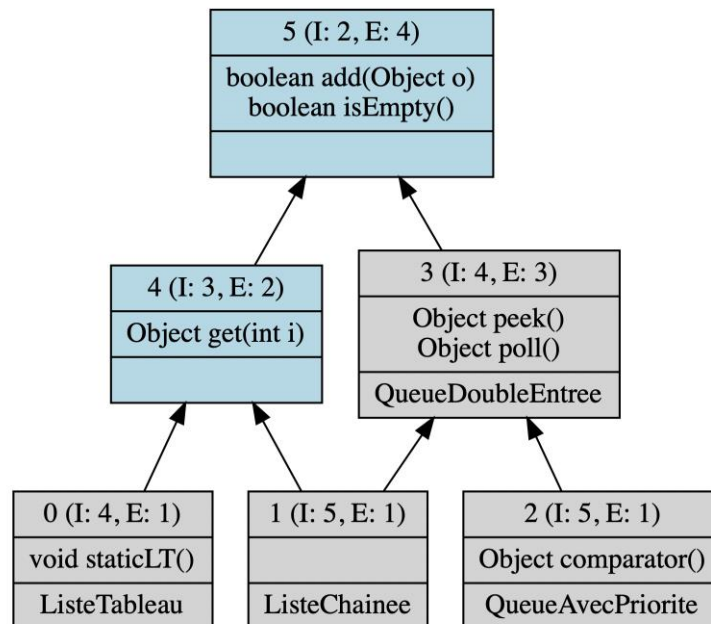 5 (I: 2, E: 4)
boolean add(Object o)
boolean isEmpty()
4 (I: 3, E: 2)
Object get(int i)
3 (I: 4, E: 3)
Object peek()
Object poll()
QueueDoubleEntree
0 (I: 4, E: 1)
void staticLT()
ListeTableau
1 (I: 5, E: 1)
ListeChainee
2 (I: 5, E: 1)
Object comparator()
QueueAvecPriorite